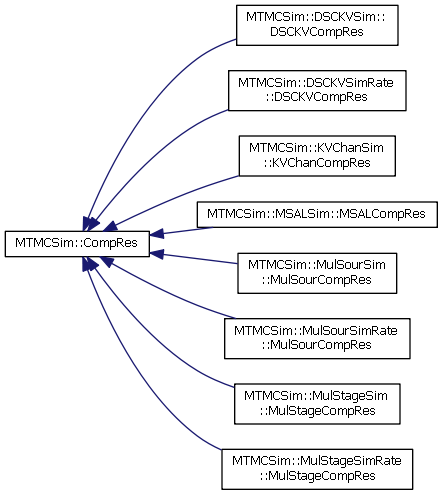 MTMCSim::DSCKVSim::
DSCKVCompRes
MTMCSim::DSCKVSimRate
::DSCKVCompRes
MTMCSim::KVChanSim
::KVChanCompRes
MTMCSim::MSALSim::MSALCompRes
MTMCSim::CompRes
MTMCSim::MulSourSim
::MulSourCompRes
MTMCSim::MulSourSimRate
::MulSourCompRes
MTMCSim::MulStageSim
::MulStageCompRes
MTMCSim::MulStageSimRate
::MulStageCompRes